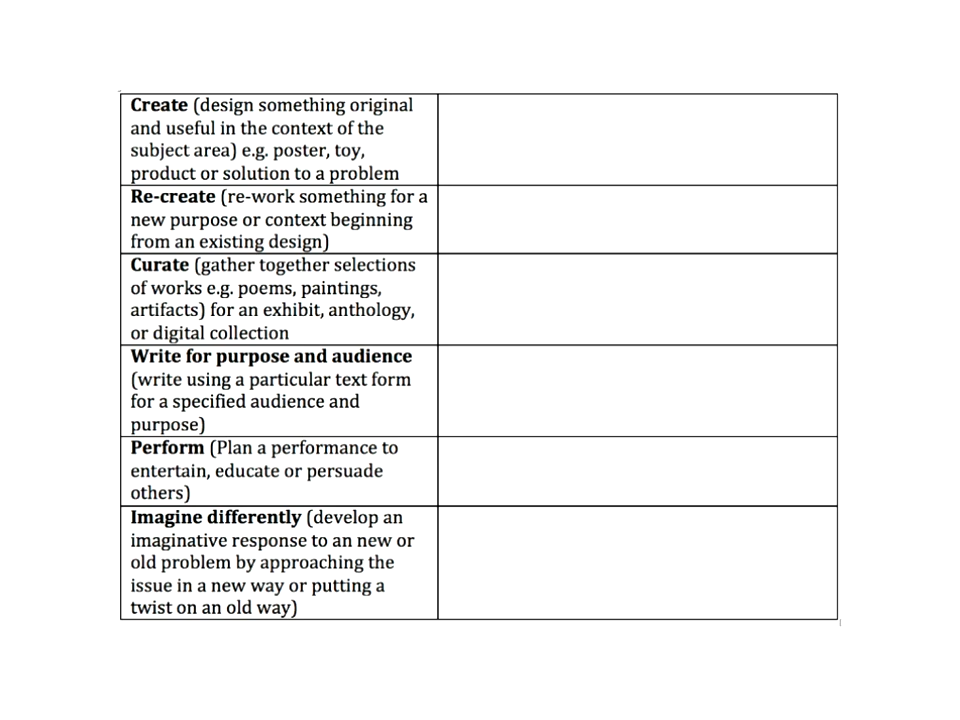 Create (design something original
and useful in the context of the
subject area) e.g. poster, toy,
product or solution to a problem
Re-create (re-work something for a
new purpose or context beginning
from an existing design)
Curate (gather together selections
of works e.g. poems, paintings,
artifacts) for an exhibit, anthology,
or digital collection
Write for purpose and audience
(write using a particular text form
for a specified audience and
purpose)
Perform (Plan a performance to
entertain, educate or persuade
others)
Imagine differently (develop an
imaginative response to an new or
old problem by approaching the
issue in a new way or putting a
twist on an old way)